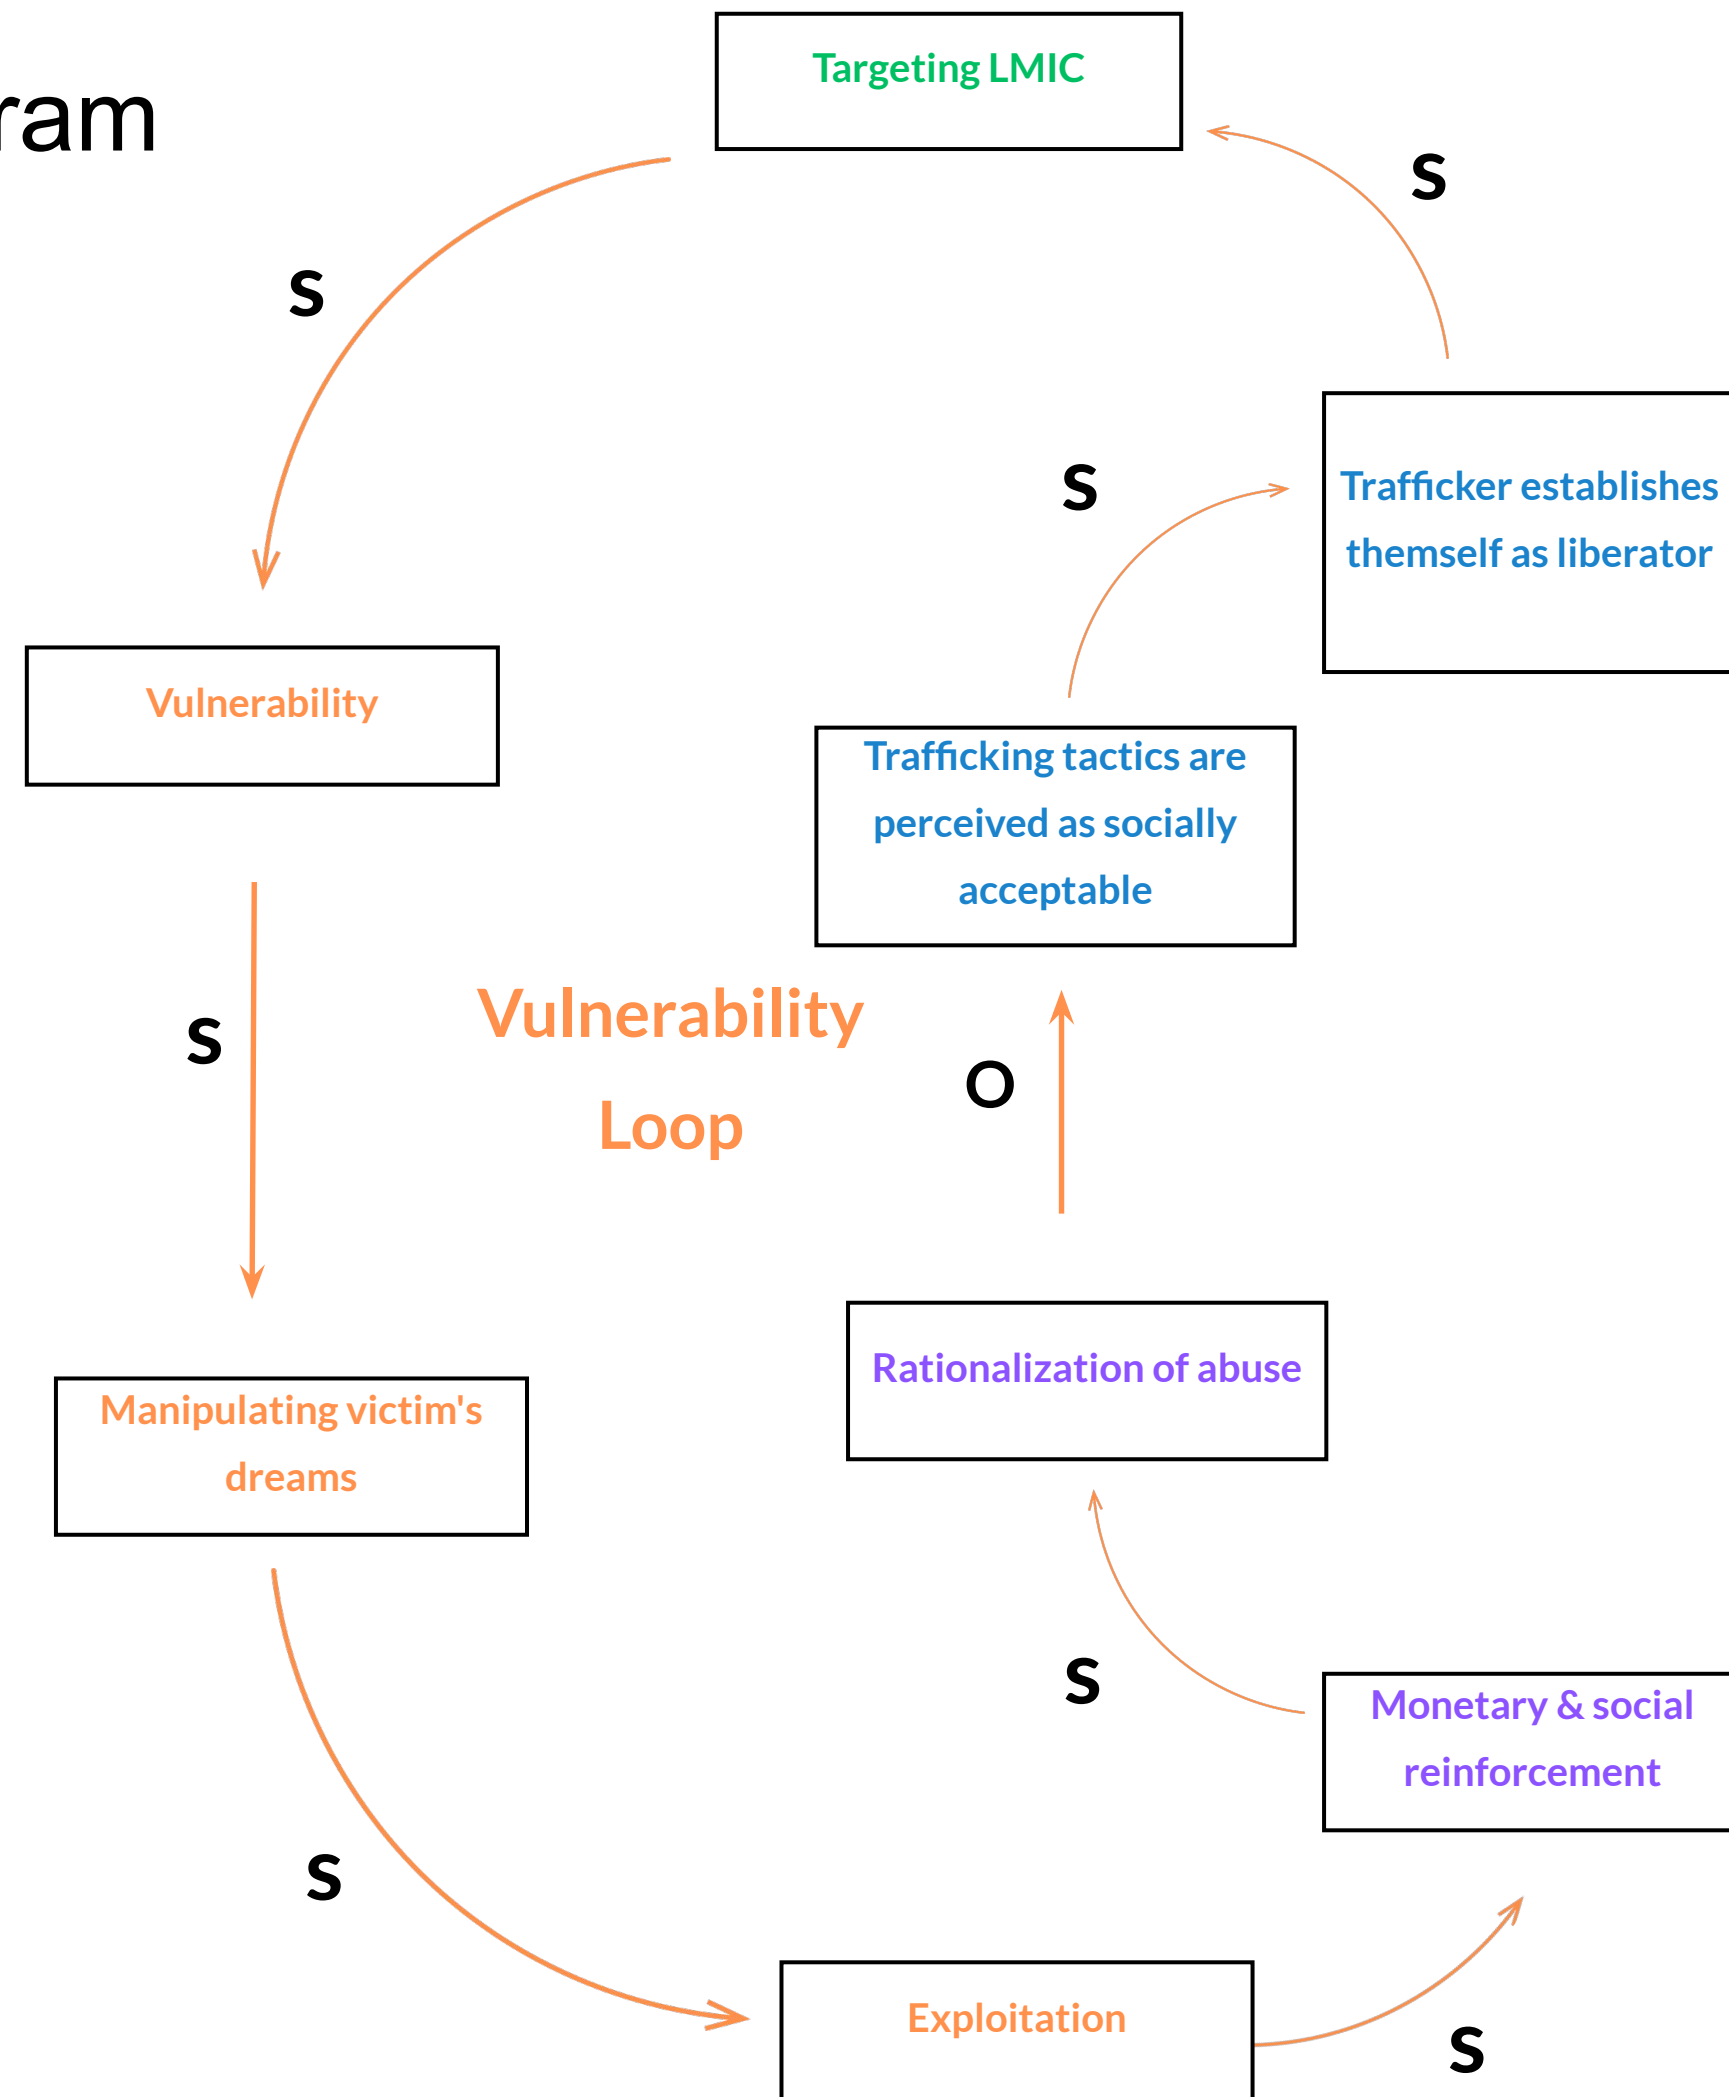 Targeting LMIC
ram
S
S
Trafficker establishes
themself as liberator
S
Vulnerability
Trafficking tactics are
perceived as socially
acceptable
Vulnerability
Loop
S
O
Rationalization of abuse
Manipulating victim's
dreams
S
Monetary & social
reinforcement
S
Exploitation
S